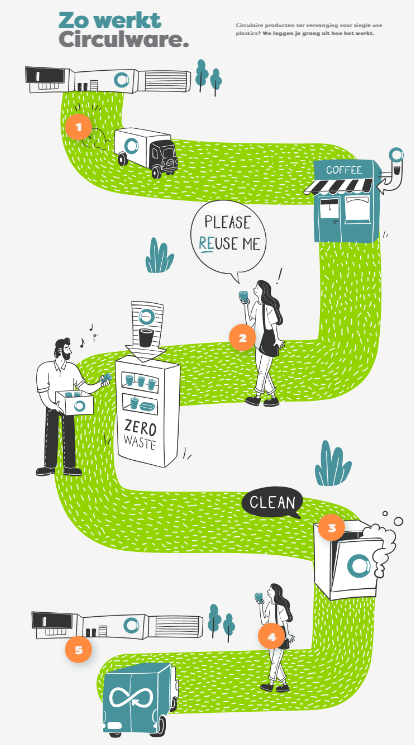 Zo werkt
Circulware.
Circulaire producten ter vervanging voor single use
plastics? We leggen je graag uit hoe het werkt.
1
COFFEE
PLEASE
REUSE ME
2
ZERO
WASTE
CLEAN
3
4
5